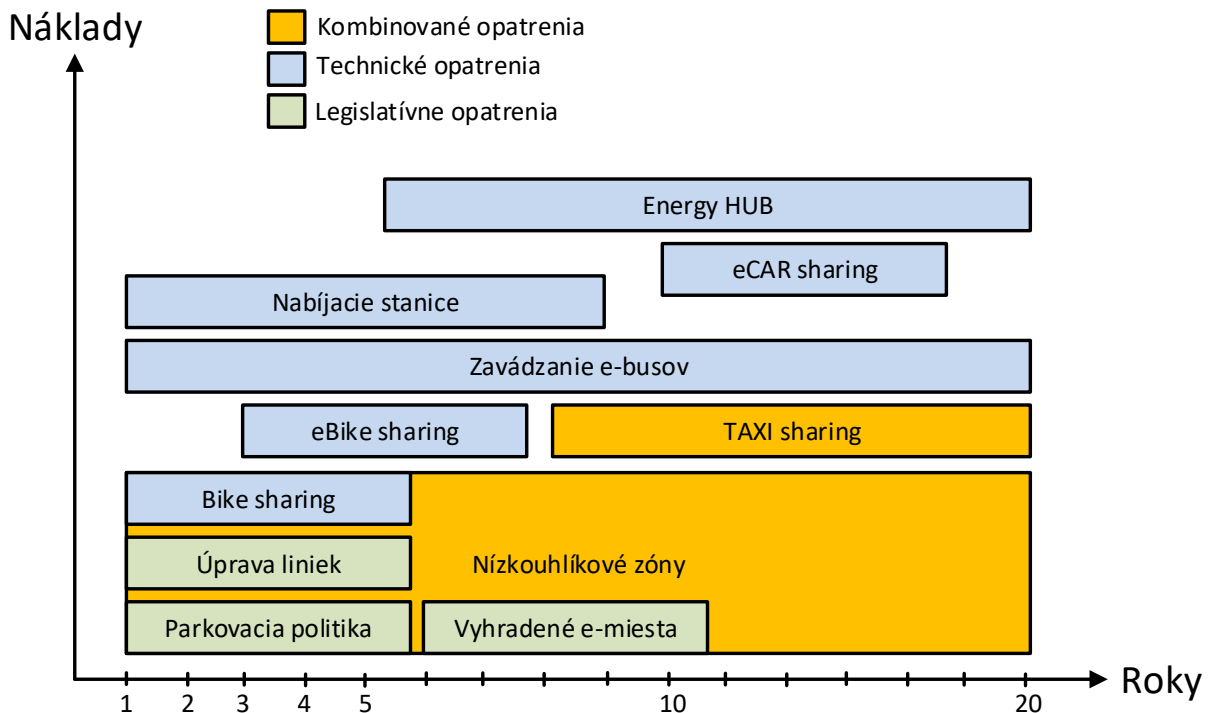 Náklady
Kombinované opatrenia
Technické opatrenia
Legislatívne opatrenia
Energy HUB
eCAR sharing
Nabíjacie stanice
Zavádzanie e-busov
eBike sharing
TAXI sharing
Bike sharing
Úprava liniek
Nízkouhlíkové zóny
Parkovacia politika
Vyhradené e-miesta
Roky
1 2 3 4 5 10 20